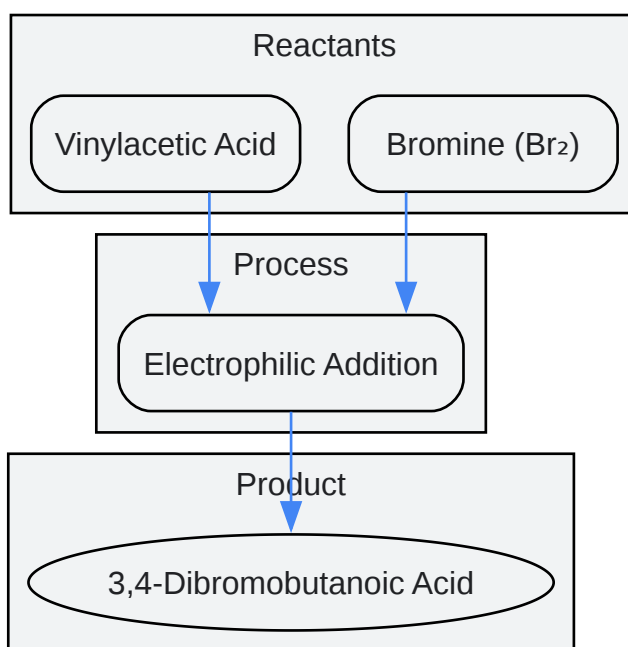 Reactants
Vinylacetic Acid
Bromine (Br₂)
Process
Electrophilic Addition
Product
3,4-Dibromobutanoic Acid